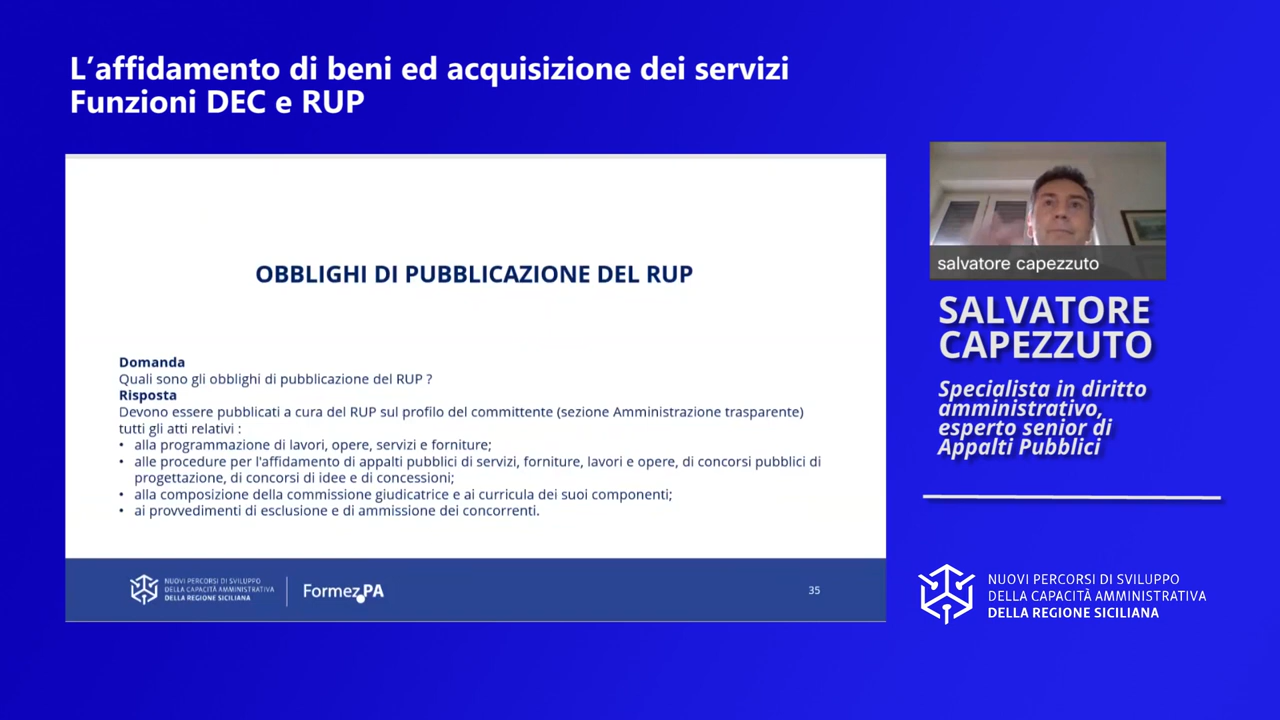 L'affidamento di beni ed acquisizione dei servizi
Funzioni DEC e RUP
OBBLIGHI DI PUBBLICAZIONE DEL RUP
Domanda
Quali sono gli obblighi di pubblicazione del RUP ?
Risposta
Devono essere pubblicati a cura del RUP sul profilo del committente (sezione Amministrazione trasparente)
tutti gli atti relativi :
• alla programmazione di lavori, opere, servizi e forniture;
• alle procedure per l'affidamento di appalti pubblici di servizi, forniture, lavori e opere, di concorsi pubblici di
progettazione, di concorsi di idee e di concessioni;
• alla composizione della commissione giudicatrice e ai curricula dei suoi componenti;
• ai provvedimenti di esclusione e di ammissione dei concorrenti.
NUOVI PERCORSI DI SVILUPPO
DELLA CAPACITÀ AMMINISTRATIVA
DELLA REGIONE SICILIANA
Formez PA
35
salvatore capezzuto
SALVATORE
CAPEZZUTO
Specialista in diritto
amministrativo,
esperto senior di
Appalti Pubblici
NUOVI PERCORSI DI SVILUPPO
DELLA CAPACITÀ AMMINISTRATIVA
DELLA REGIONE SICILIANA